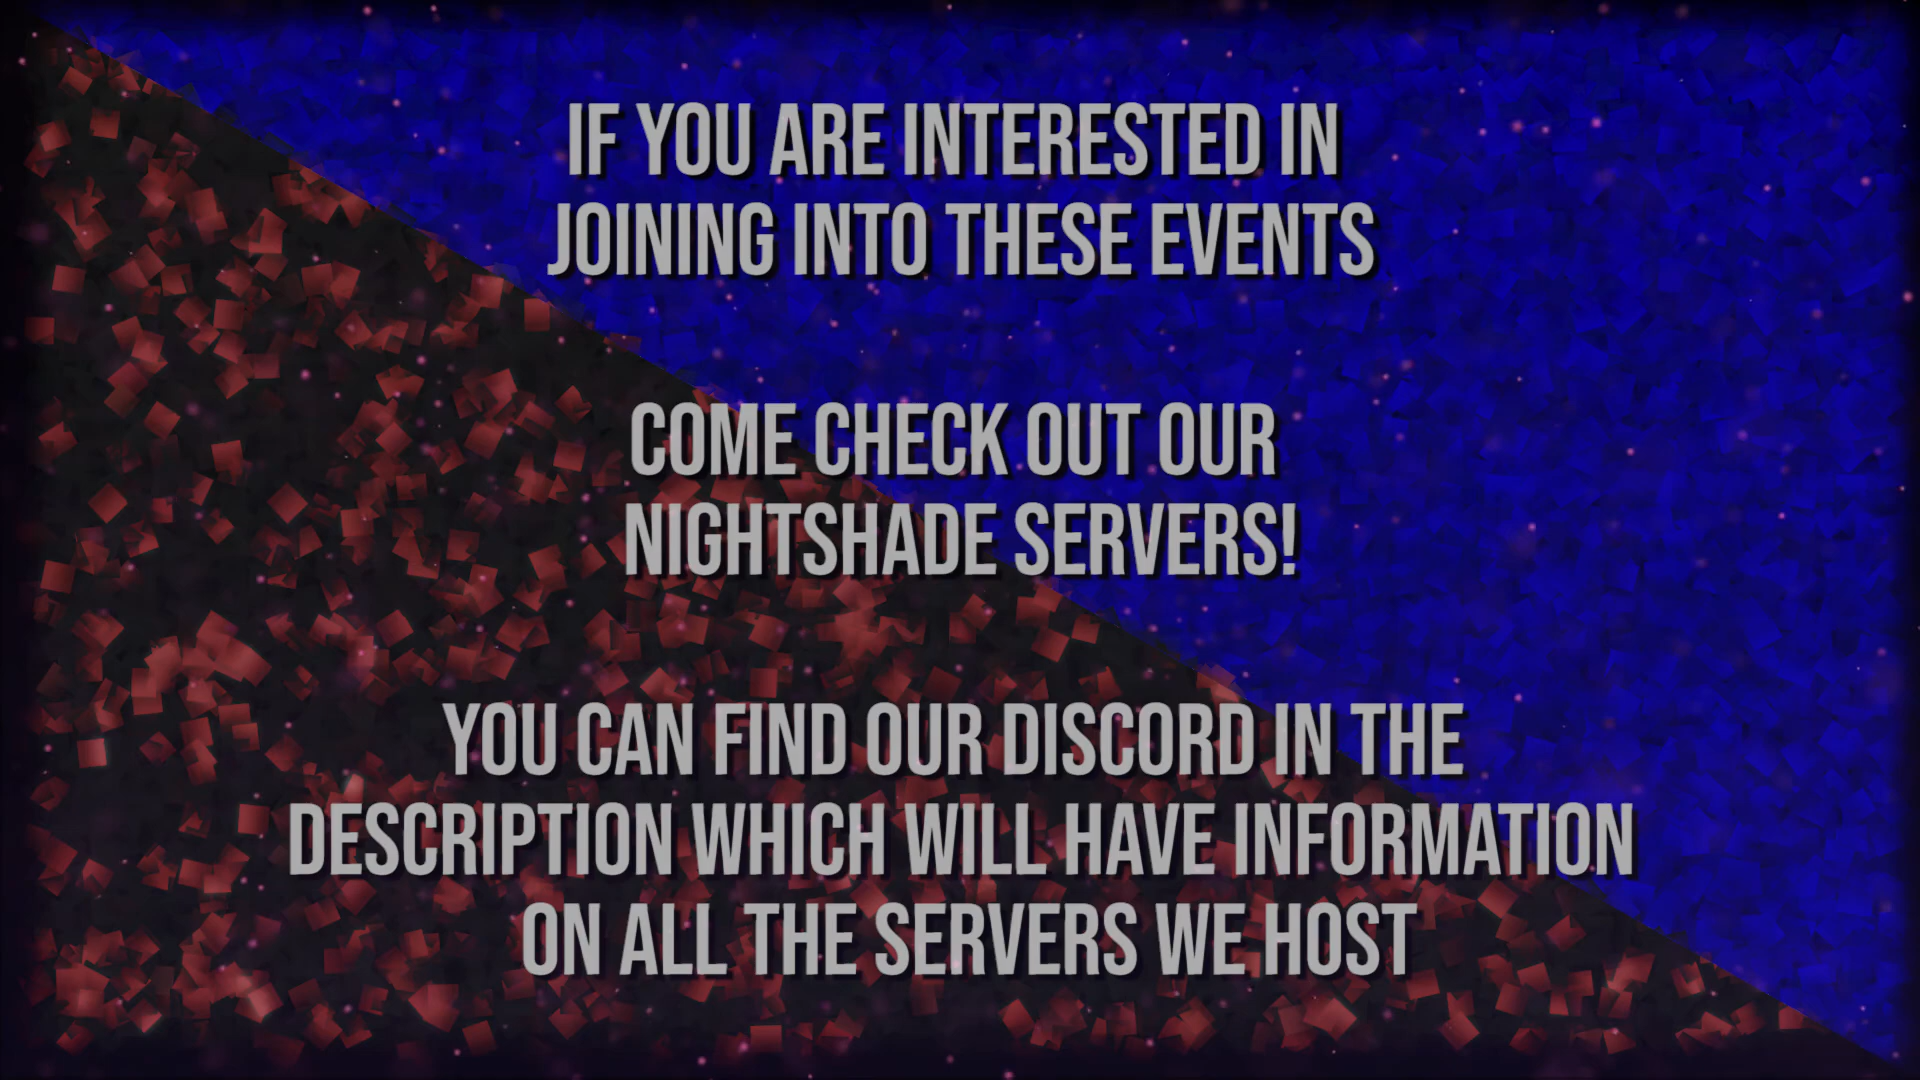 IF YOU ARE INTERESTED IN
JOINING INTO THESE EVENTS
COME CHECK OUT OUR
NIGHTSHADE SERVERS!
YOU CAN FIND OUR DISCORD IN THE
DESCRIPTION WHICH WILL HAVE INFORMATION
ON ALL THE SERVERS WE HOST